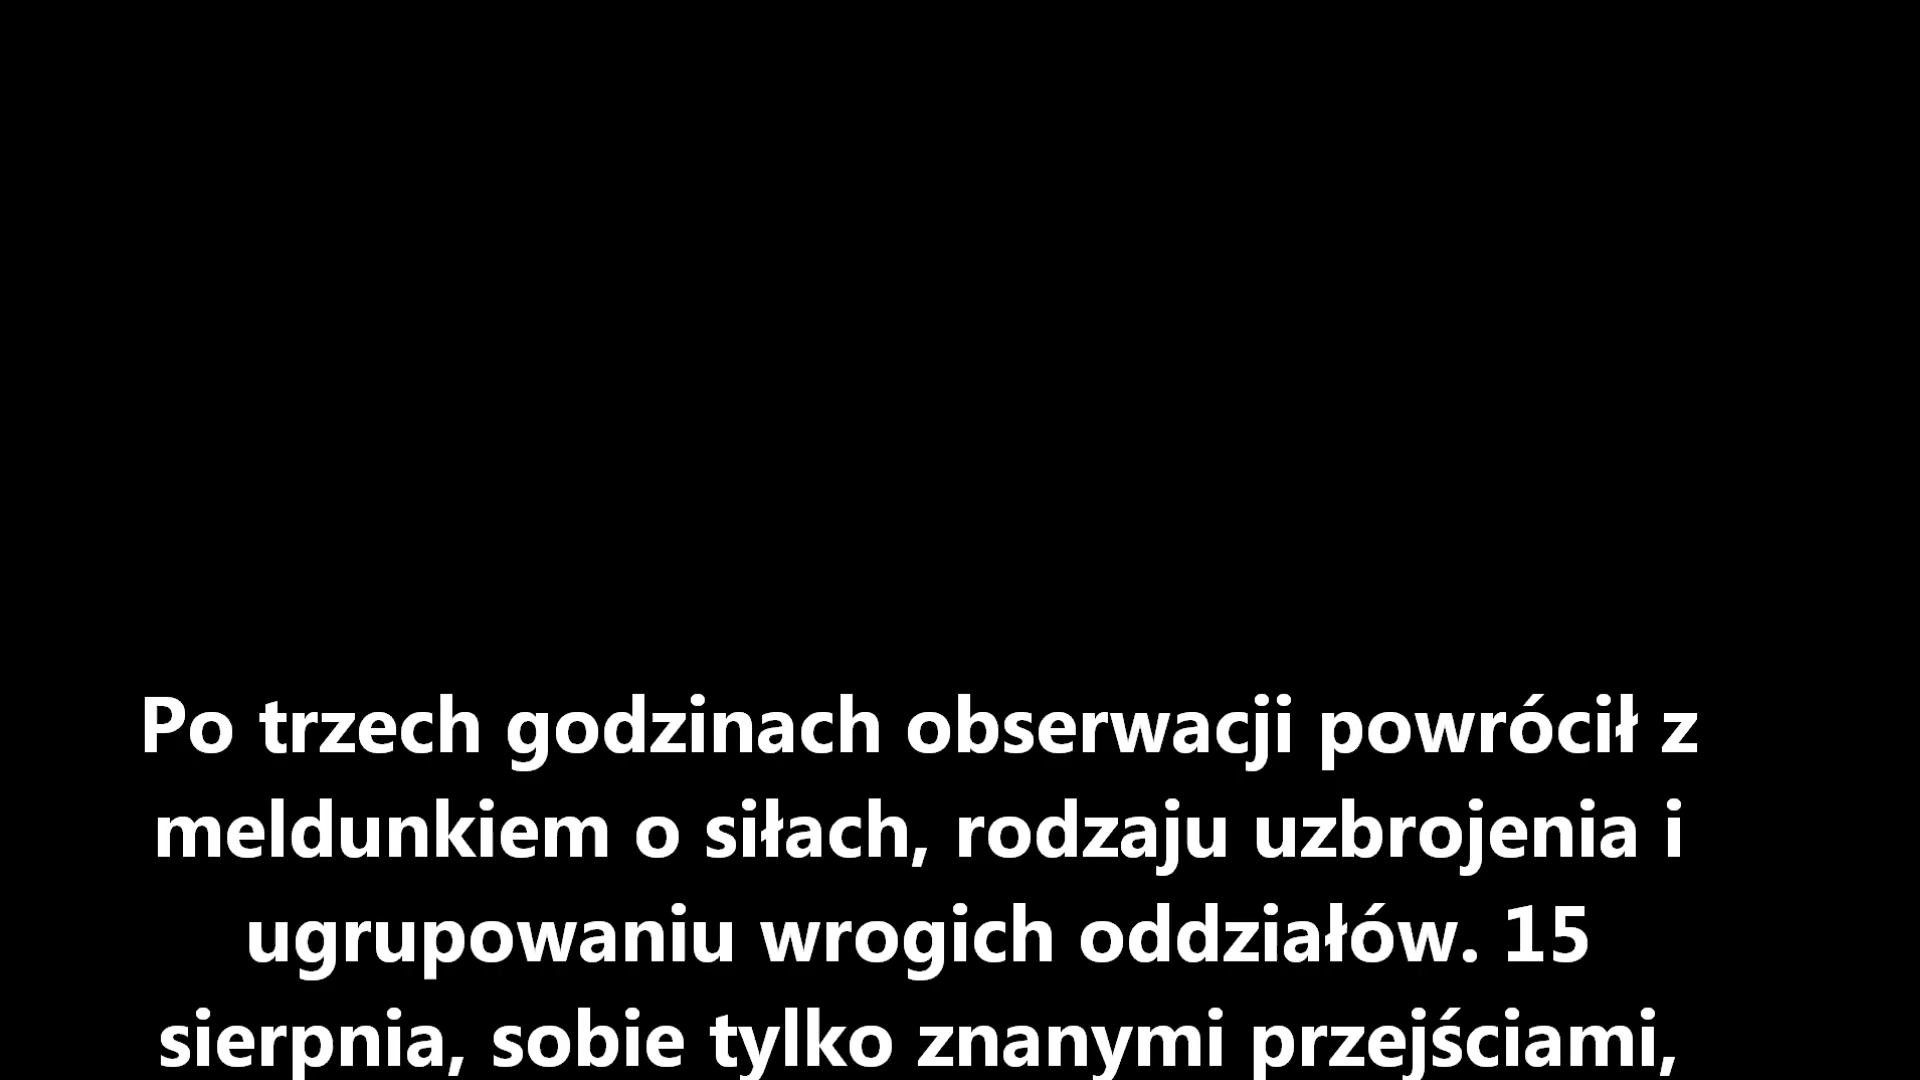 Po trzech godzinach obserwacji powrócił z
meldunkiem o siłach, rodzaju uzbrojenia i
ugrupowaniu wrogich oddziałów. 15
sierpnia, sobie tylko znanymi przejściami,